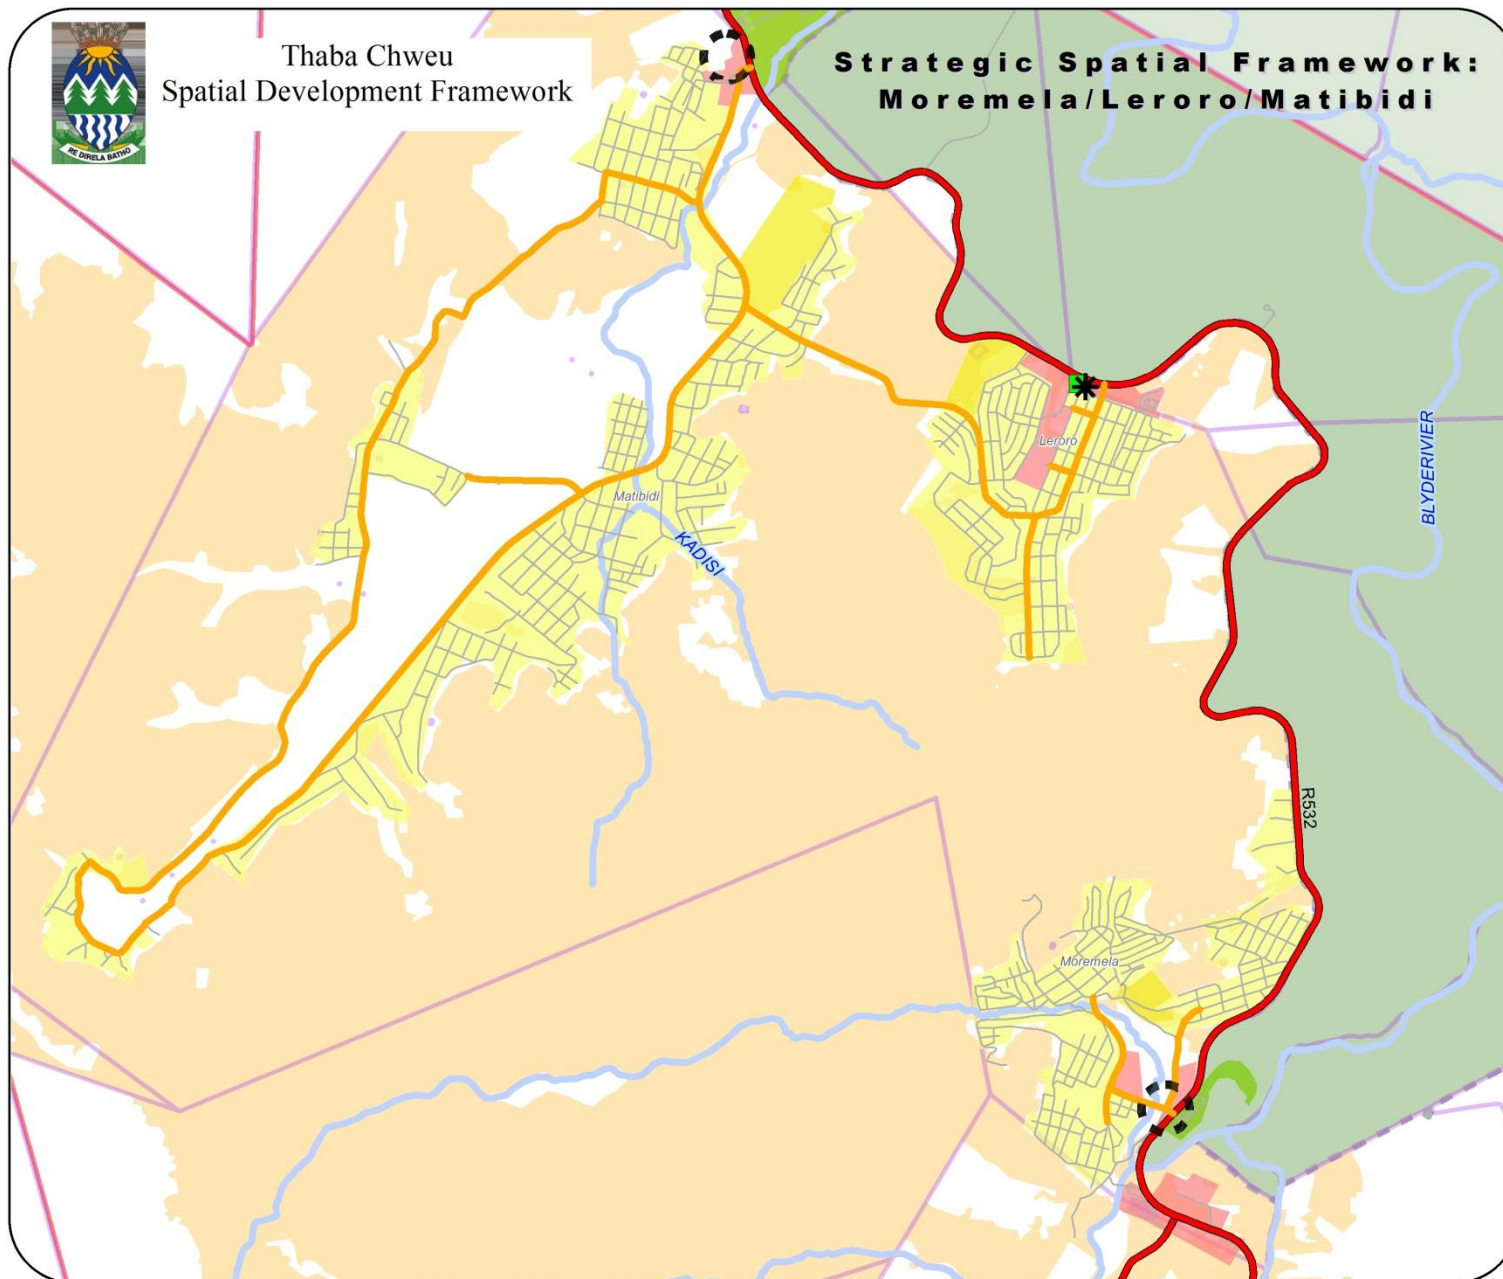 Thaba Chweu
Spatial Development Framework
RE DIRELA BATHO
Strategic Spatial Framework:
Moremela/Leroro/Matibidi
Leroro
BLYDERIVIER
Matibidi
KADISI
R532
Moremela